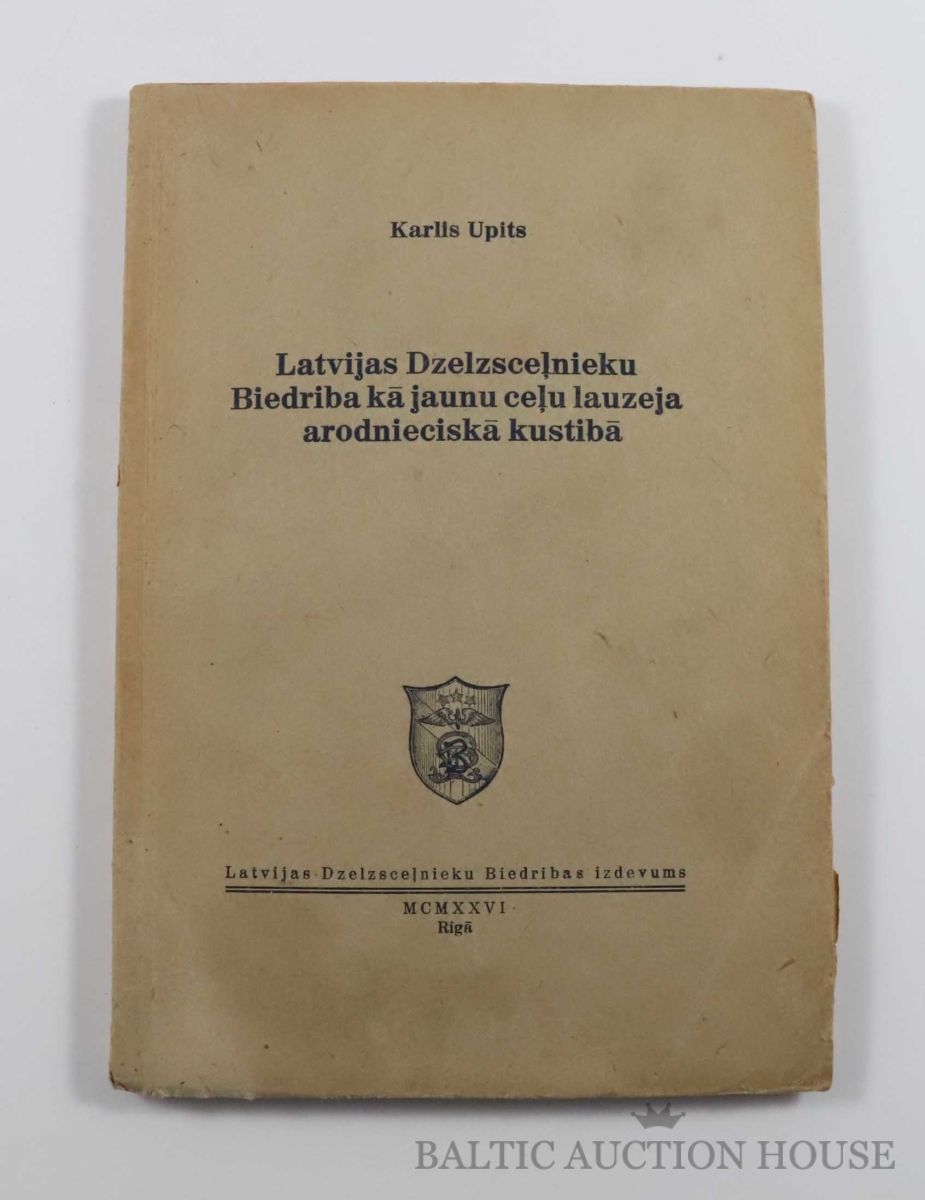 Karlis Upits
Latvijas Dzelzsceļnieku
Biedriba kā jaunu ceļu lauzeja
arodnieciskā kustibā
Latvijas Dzelzsceļnieku Biedribas izdevums
MCMXXVI
Rigā
BALTIC AUCTION HOUSE